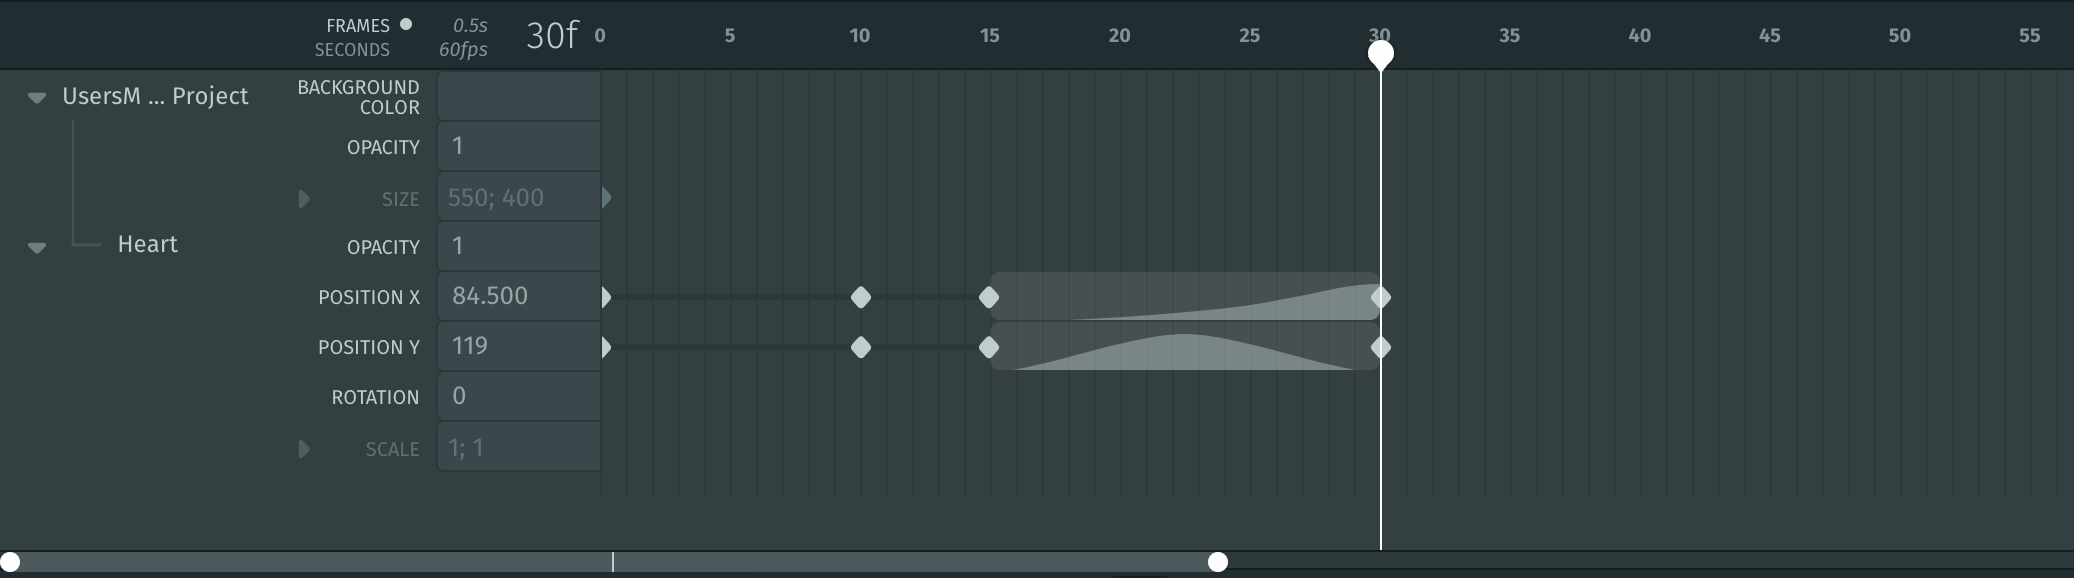 FRAMES 0.5s 30f 0 5 10 15 20 25 30 35 40 45 50 55
SECONDS 60fps
UsersM ... Project BACKGROUND
COLOR
OPACITY 1
SIZE 550; 400
Heart OPACITY 1
POSITION X 84.500
POSITION Y 119
ROTATION 0
SCALE 1; 1